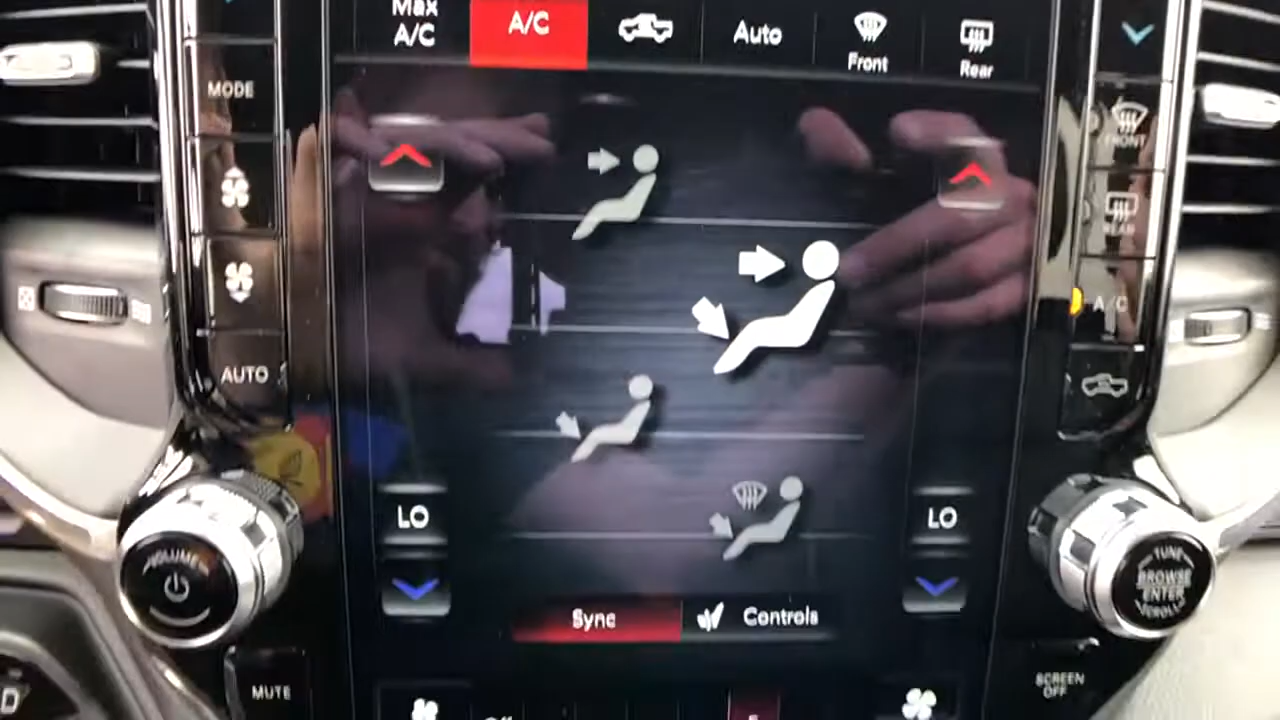 Max
A/C
A/C
Auto
Front
Rear
MODE
FRONT
REAR
A/C
AUTO
LO
LO
VOLUME
TUNE
BROWSE
ENTER
SCROLL
Sync
Controls
MUTE
SCREEN
OFF
D